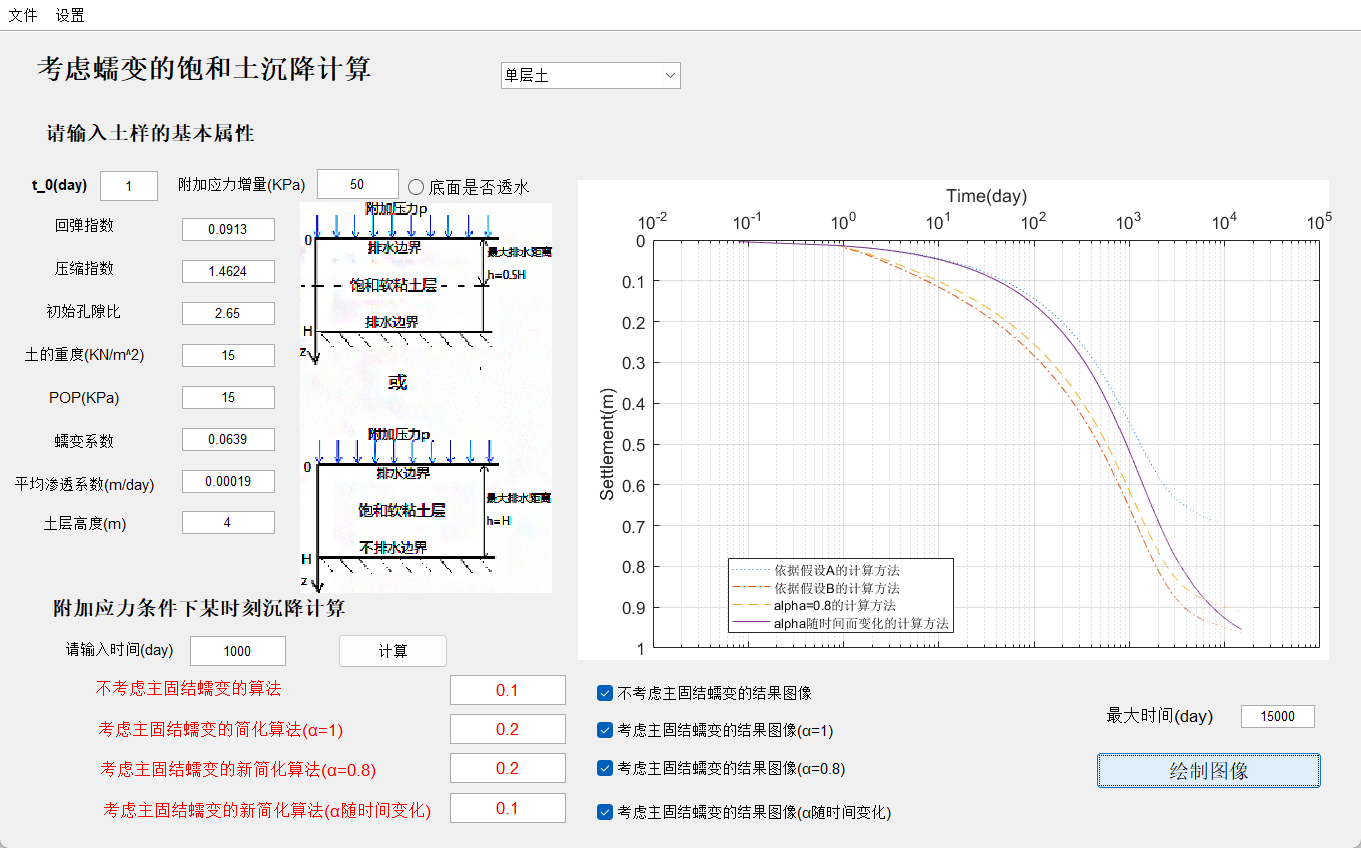 文件 设置
考虑蠕变的饱和土沉降计算
单层土
请输入土样的基本属性
t_0(day) 1 附加应力增量(KPa) 50 底面是否透水
回弹指数 0.0913
压缩指数 1.4624
初始孔隙比 2.65
土的重度(KN/m^2) 15
POP(KPa) 15
蠕变系数 0.0639
平均渗透系数(m/day) 0.00019
土层高度(m) 4
附加压力p
0
排水边界
最大排水距离
h=0.5H
饱和软粘土层
排水边界
H
z
或
附加压力p
0
排水边界
最大排水距离
h=H
饱和软粘土层
不排水边界
H
z
Time(day)
10^-2 10^-1 10^0 10^1 10^2 10^3 10^4 10^5
Settlement(m)
0
0.1
0.2
0.3
0.4
0.5
0.6
0.7
0.8
0.9
1
依据假设A的计算方法
依据假设B的计算方法
alpha=0.8的计算方法
alpha随时间而变化的计算方法
附加应力条件下某时刻沉降计算
请输入时间(day) 1000 计算
不考虑主固结蠕变的算法 0.1
考虑主固结蠕变的简化算法(α=1) 0.2
考虑主固结蠕变的新简化算法(α=0.8) 0.2
考虑主固结蠕变的新简化算法(α随时间变化) 0.1
不考虑主固结蠕变的结果图像
考虑主固结蠕变的结果图像(α=1)
考虑主固结蠕变的结果图像(α=0.8)
考虑主固结蠕变的结果图像(α随时间变化)
最大时间(day) 15000
绘制图像